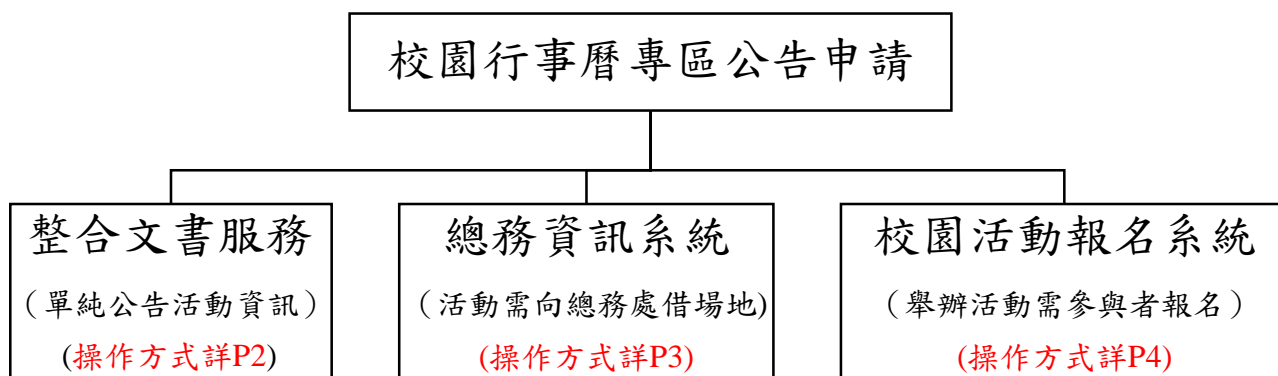 校園行事曆專區公告申請
整合文書服務
（單純公告活動資訊）
(操作方式詳P2)
總務資訊系統
（活動需向總務處借場地)
(操作方式詳P3)
校園活動報名系統
（舉辦活動需參與者報名）
(操作方式詳P4)